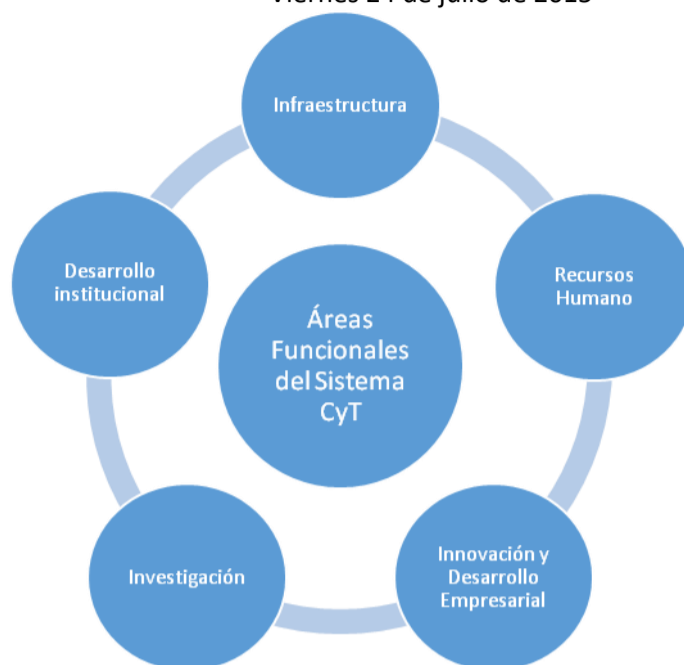 Viernes 24 de julio de 2015
Infraestructura
Recursos
Humano
Innovación y
Desarrollo
Empresarial
Investigación
Desarrollo
institucional
Áreas
Funcionales
del Sistema
CyT